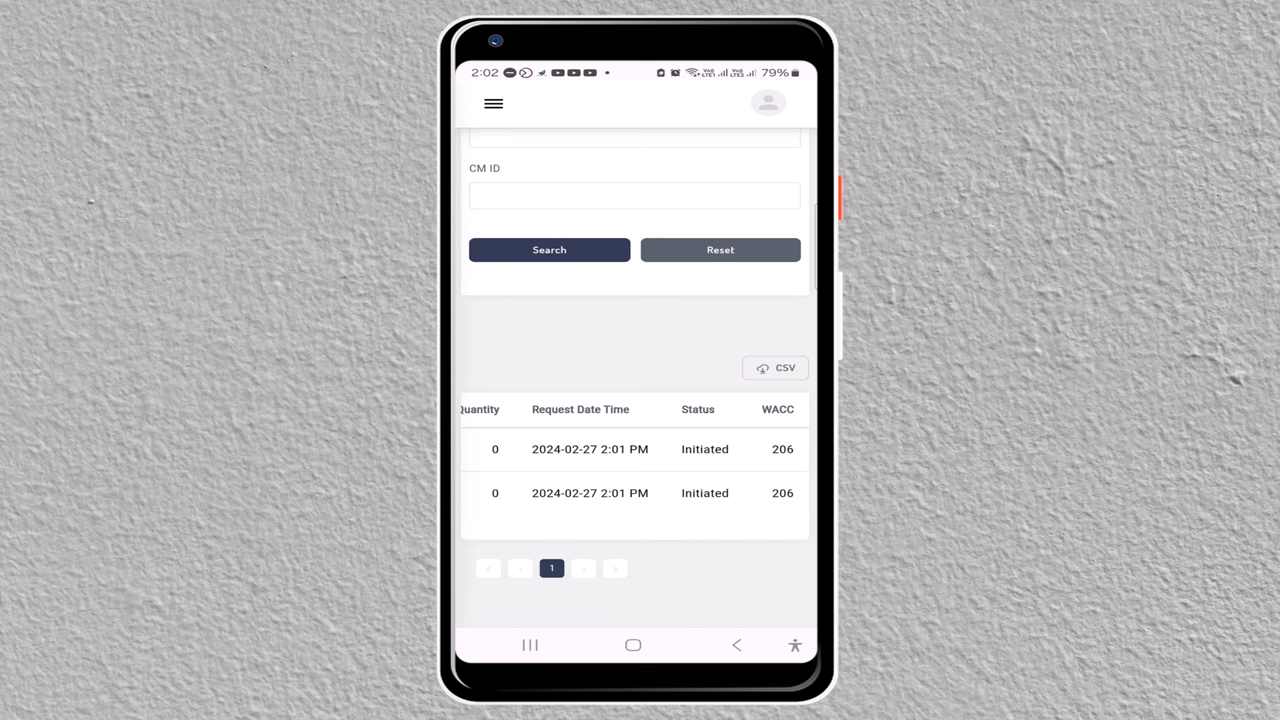 2:02 79%
CM ID
Search Reset
CSV
Quantity Request Date Time Status WACC
0 2024-02-27 2:01 PM Initiated 206
0 2024-02-27 2:01 PM Initiated 206
« ‹ 1 › »